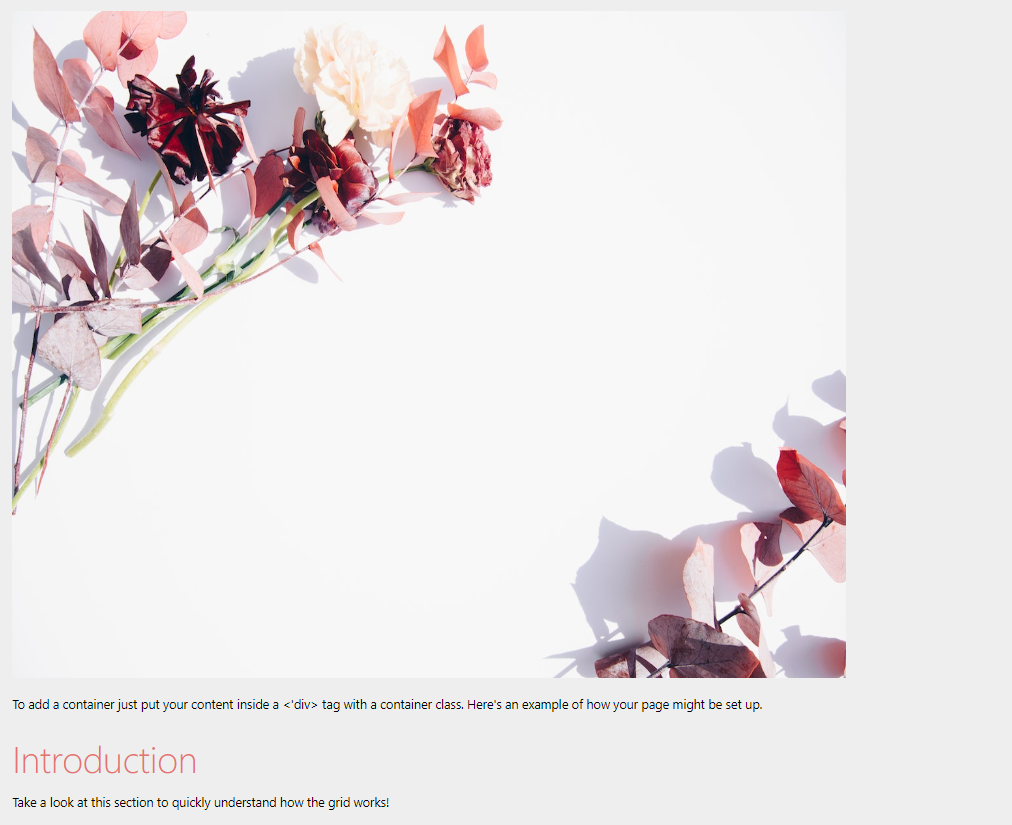 To add a container just put your content inside a <'div> tag with a container class. Here's an example of how your page might be set up.
Introduction
Take a look at this section to quickly understand how the grid works!